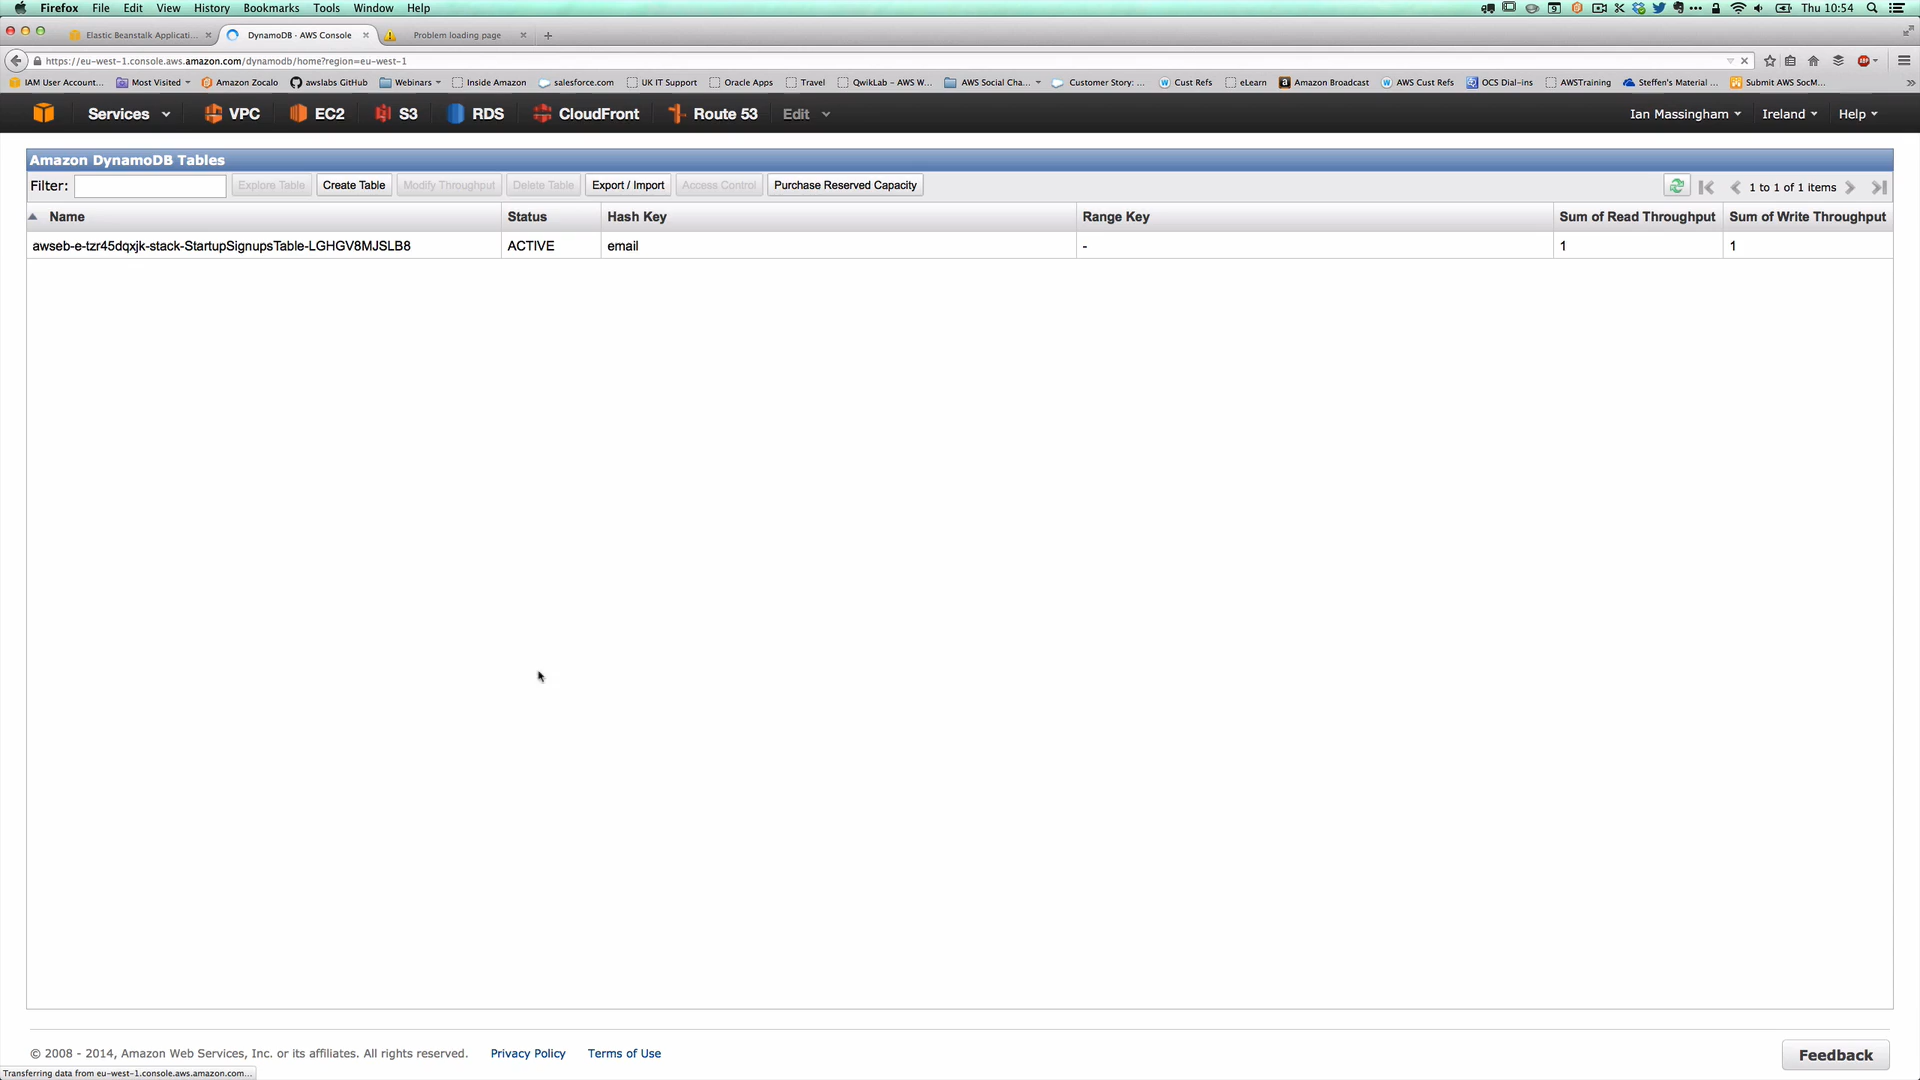 Firefox File Edit View History Bookmarks Tools Window Help Thu 10:54
Elastic Beanstalk Applicati... DynamoDB · AWS Console Problem loading page
https://eu-west-1.console.aws.amazon.com/dynamodb/home?region=eu-west-1
IAM User Account... Most Visited Amazon Zocalo awslabs GitHub Webinars Inside Amazon salesforce.com UK IT Support Oracle Apps Travel QwikLab – AWS W... AWS Social Cha... Customer Story: ... Cust Refs eLearn Amazon Broadcast AWS Cust Refs OCS Dial-ins AWSTraining Steffen's Material ... Submit AWS SocM...
Services VPC EC2 S3 RDS CloudFront Route 53 Edit Ian Massingham Ireland Help
Amazon DynamoDB Tables
Filter: Explore Table Create Table Modify Throughput Delete Table Export / Import Access Control Purchase Reserved Capacity 1 to 1 of 1 items
Name Status Hash Key Range Key Sum of Read Throughput Sum of Write Throughput
awseb-e-tzr45dqxjk-stack-StartupSignupsTable-LGHGV8MJSLB8 ACTIVE email - 1 1
© 2008 - 2014, Amazon Web Services, Inc. or its affiliates. All rights reserved. Privacy Policy Terms of Use Feedback
Transferring data from eu-west-1.console.aws.amazon.com...